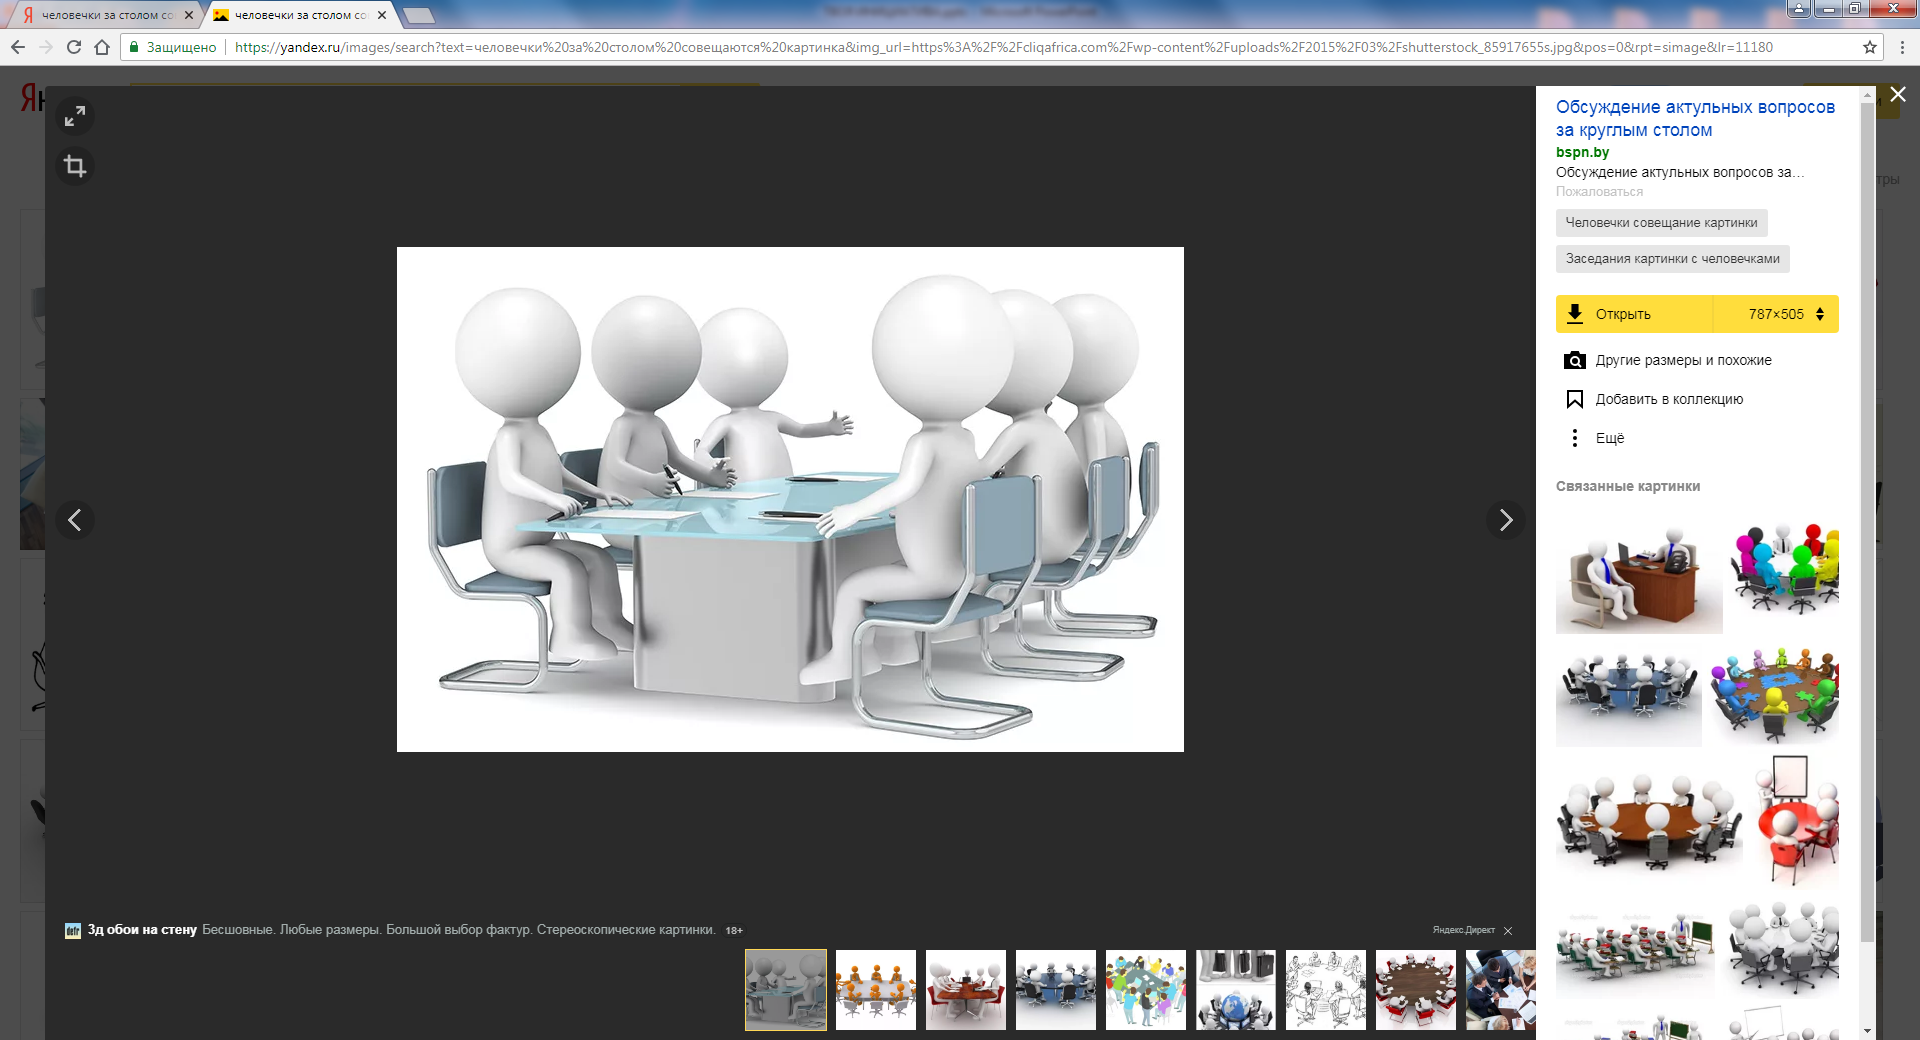 человечки за столом со
человечки за столом со
Защищено
https://yandex.ru/images/search?text=человечки%20за%20столом%20совещаются%20картинка&img_url=https%3A%2F%2Fcliqafrica.com%2Fwp-content%2Fuploads%2F2015%2F03%2Fshutterstock_85917655s.jpg&pos=0&rpt=simage&lr=11180
Обсуждение актульных вопросов
за круглым столом
bspn.by
Обсуждение актульных вопросов за…
Пожаловаться
Человечки совещание картинки
Заседания картинки с человечками
Открыть
787×505
Другие размеры и похожие
Добавить в коллекцию
Ещё
Связанные картинки
3д обои на стену Бесшовные. Любые размеры. Большой выбор фактур. Стереоскопические картинки. 18+
Яндекс.Директ